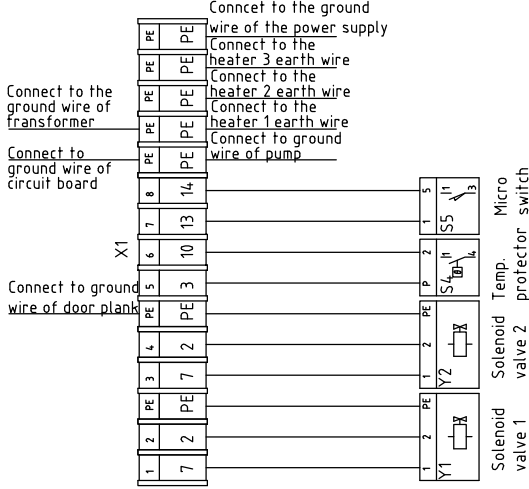 Conncet to the ground
wire of the power supply
Connect to the
heater 3 earth wire
Connect to the
heater 2 earth wire
Connect to the
heater 1 earth wire
Connect to ground
wire of pump
Connect to the
ground wire of
transformer
Connect to
ground wire of
circuit board
Connect to ground
wire of door plank
X1
PE PE
PE PE
PE PE
PE PE
PE PE
8 14
7 13
6 10
5 3
PE PE
4 2
3 7
PE PE
2 2
1 7
5
1
S5
1
3
Micro
switch
2
P
S4
1
4
Temp.
protector
PE
2
1
Y2
Solenoid
valve 2
PE
2
1
Y1
Solenoid
valve 1